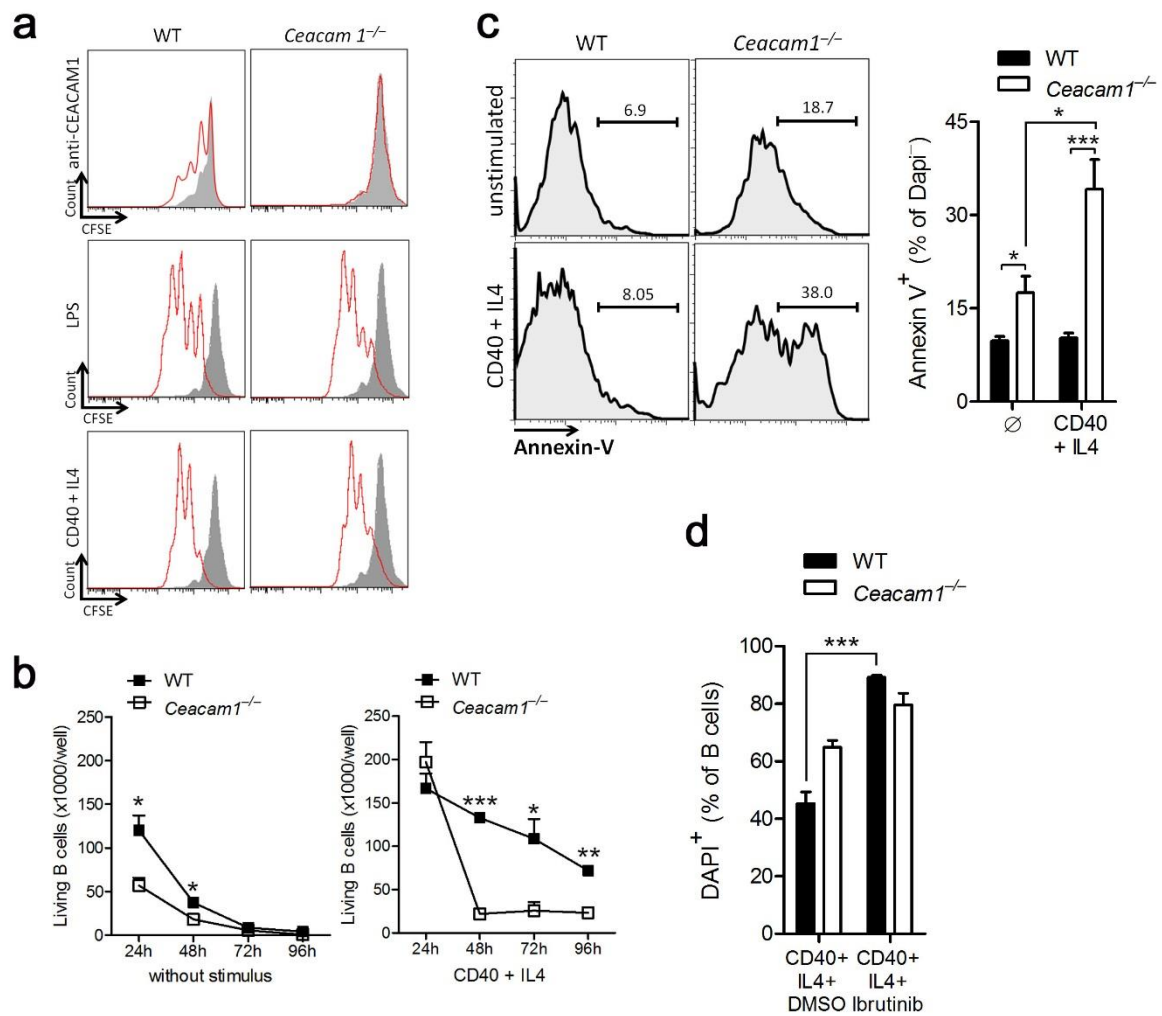 a
WT
Ceacam 1–/–
anti-CEACAM1
Count
CFSE
LPS
Count
CFSE
CD40 + IL4
Count
CFSE
b
WT
Ceacam1–/–
Living B cells (x1000/well)
250
200
150
100
50
0
*
*
24h 48h 72h 96h
without stimulus
WT
Ceacam1–/–
Living B cells (x1000/well)
250
200
150
100
50
0
***
*
**
24h 48h 72h 96h
CD40 + IL4
c
WT
Ceacam1–/–
unstimulated
6.9
18.7
CD40 + IL4
8.05
38.0
Annexin-V
WT
Ceacam1–/–
Annexin V+ (% of Dapi–)
45
30
15
0
*
*
***
∅
CD40
+ IL4
d
WT
Ceacam1–/–
DAPI+ (% of B cells)
100
80
60
40
20
0
***
CD40+ CD40+
IL4+ IL4+
DMSO Ibrutinib